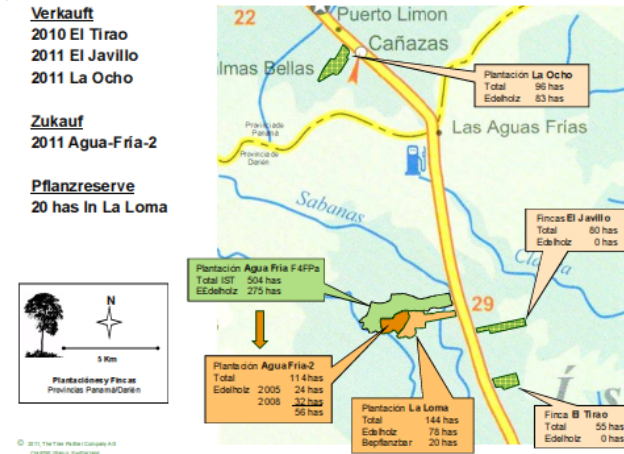 Verkauft
2010 El Tirao
2011 El Javillo
2011 La Ocho
Zukauf
2011 Agua-Fria-2
Pflanzreserve
20 has In La Loma
22
Puerto Limon
Cañazas
lmas Bellas
Plantación La Ocho
Total 96 has
Edelholz 83 has
Provincia de
Panamá
Provincia de
Darién
Las Aguas Frías
Sabanas
Fincas El Javillo
Total 80 has
Edelholz 0 has
Plantación Agua Fria F4FPa
Total IST 504 has
EEdelholz 275 has
29
Plantación Agua Fria-2
Total 114 has
Edelholz 2005 24 has
2008 32 has
56 has
Plantación La Loma
Total 144 has
Edelholz 78 has
Bepflanzbar 20 has
Finca El Tirao
Total 55 has
Edelholz 0 has
Í s
N
5 Km
Plantaciónes y Fincas
Provincias Panamá/Darién
© 2011, The Tree Partner Company AG